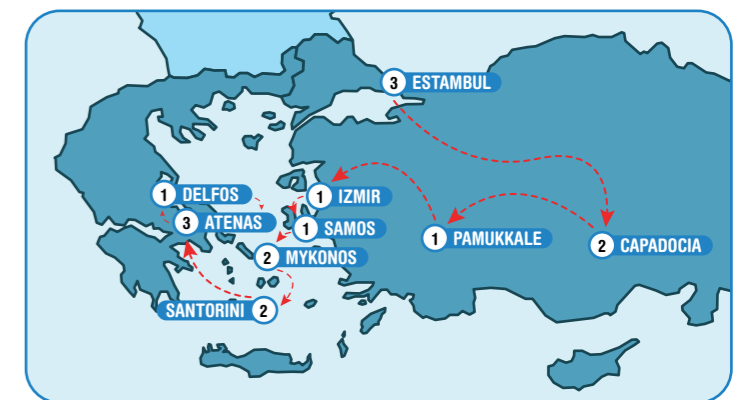 3 ESTAMBUL
1 DELFOS
1 IZMIR
3 ATENAS
1 SAMOS
1 PAMUKKALE
2 CAPADOCIA
2 MYKONOS
SANTORINI 2